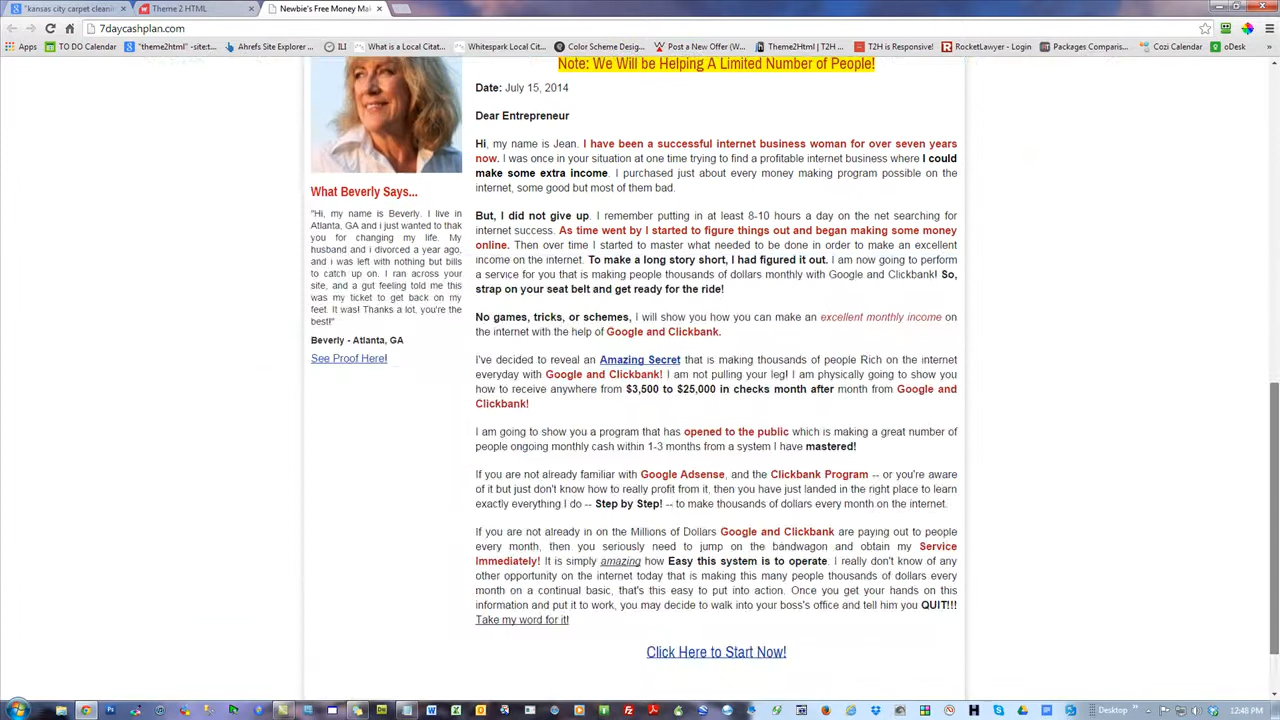 "kansas city carpet cleanin
Theme 2 HTML
Newbie's Free Money Mak
7daycashplan.com
Apps
TO DO Calendar
"theme2html" -site:t...
Ahrefs Site Explorer ...
ILI
What is a Local Citat...
Whitespark Local Cit...
Color Scheme Desig...
Post a New Offer (W...
Theme2Html | T2H ...
T2H is Responsive!
RocketLawyer - Login
Packages Comparis...
Cozi Calendar
oDesk
Note: We Will be Helping A Limited Number of People!
Date: July 15, 2014
Dear Entrepreneur
Hi, my name is Jean. I have been a successful internet business woman for over seven years
now. I was once in your situation at one time trying to find a profitable internet business where I could
make some extra income. I purchased just about every money making program possible on the
internet, some good but most of them bad.
But, I did not give up. I remember putting in at least 8-10 hours a day on the net searching for
internet success. As time went by I started to figure things out and began making some money
online. Then over time I started to master what needed to be done in order to make an excellent
income on the internet. To make a long story short, I had figured it out. I am now going to perform
a service for you that is making people thousands of dollars monthly with Google and Clickbank! So,
strap on your seat belt and get ready for the ride!
No games, tricks, or schemes, I will show you how you can make an excellent monthly income on
the internet with the help of Google and Clickbank.
I've decided to reveal an Amazing Secret that is making thousands of people Rich on the internet
everyday with Google and Clickbank! I am not pulling your leg! I am physically going to show you
how to receive anywhere from $3,500 to $25,000 in checks month after month from Google and
Clickbank!
I am going to show you a program that has opened to the public which is making a great number of
people ongoing monthly cash within 1-3 months from a system I have mastered!
If you are not already familiar with Google Adsense, and the Clickbank Program -- or you're aware
of it but just don't know how to really profit from it, then you have just landed in the right place to learn
exactly everything I do -- Step by Step! -- to make thousands of dollars every month on the internet.
If you are not already in on the Millions of Dollars Google and Clickbank are paying out to people
every month, then you seriously need to jump on the bandwagon and obtain my Service
Immediately! It is simply amazing how Easy this system is to operate. I really don't know of any
other opportunity on the internet today that is making this many people thousands of dollars every
month on a continual basic, that's this easy to put into action. Once you get your hands on this
information and put it to work, you may decide to walk into your boss's office and tell him you QUIT!!!
Take my word for it!
Click Here to Start Now!
What Beverly Says...
"Hi, my name is Beverly. I live in
Atlanta, GA and i just wanted to thak
you for changing my life. My
husband and i divorced a year ago,
and i was left with nothing but bills
to catch up on. I ran across your
site, and a gut feeling told me this
was my ticket to get back on my
feet. It was! Thanks a lot, you're the
best!"
Beverly - Atlanta, GA
See Proof Here!
Desktop
12:48 PM